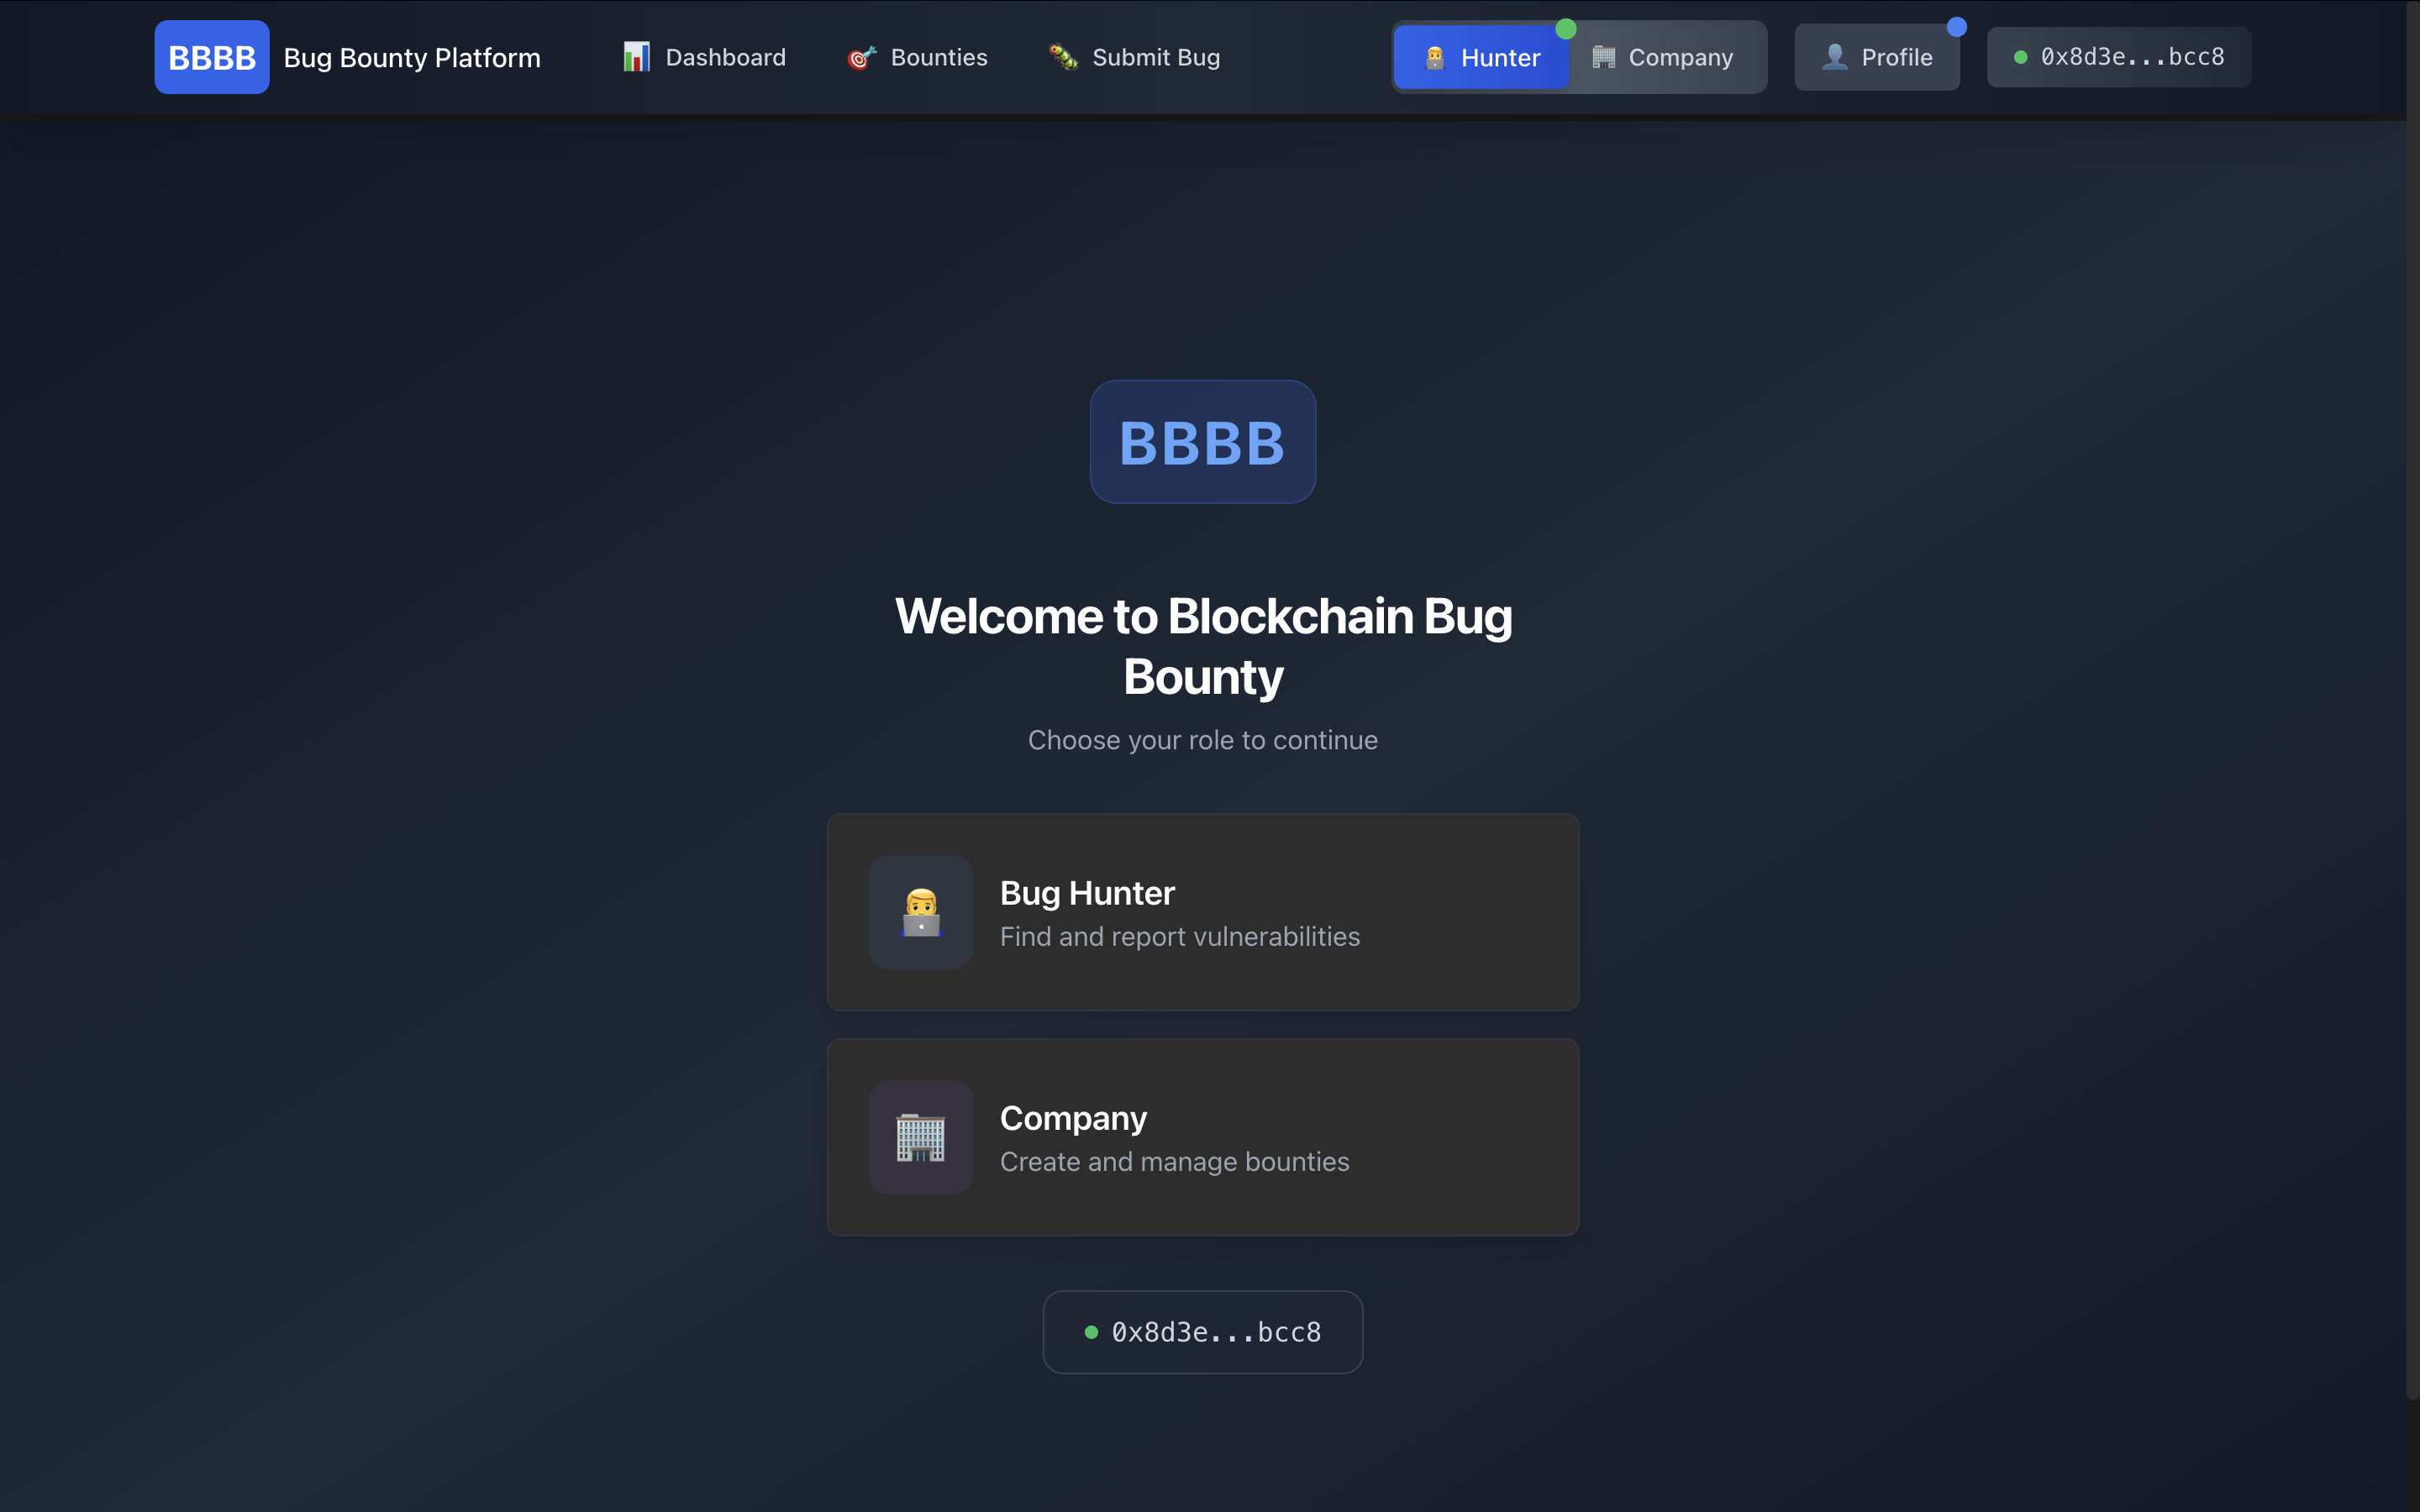 BBBB Bug Bounty Platform Dashboard Bounties Submit Bug Hunter Company Profile 0x8d3e...bcc8
BBBB
Welcome to Blockchain Bug
Bounty
Choose your role to continue
Bug Hunter
Find and report vulnerabilities
Company
Create and manage bounties
0x8d3e...bcc8